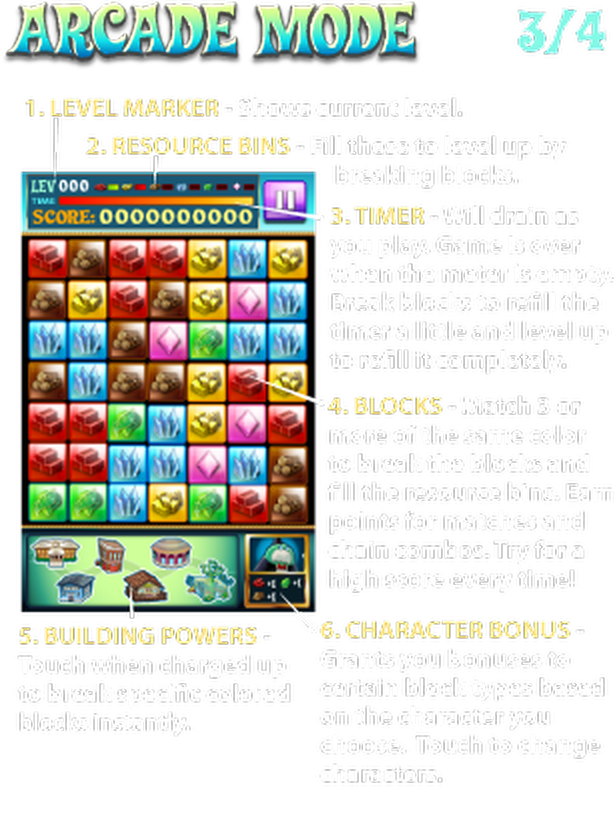 ARCADE MODE 3/4
1. LEVEL MARKER - Shows current level.
2. RESOURCE BINS - Fill these to level up by
breaking blocks.
LEV 000
TIME
SCORE: 0000000000
3. TIMER - Will drain as
you play. Game is over
when the meter is empty.
Break blocks to refill the
timer a little and level up
to refill it completely.
4. BLOCKS - Match 3 or
more of the same color
to break the blocks and
fill the resource bins. Earn
points for matches and
chain combos. Try for a
high score every time!
5. BUILDING POWERS -
Touch when charged up
to break specific colored
blocks instantly.
6. CHARACTER BONUS -
Grants you bonuses to
certain block types based
on the character you
choose. Touch to change
characters.